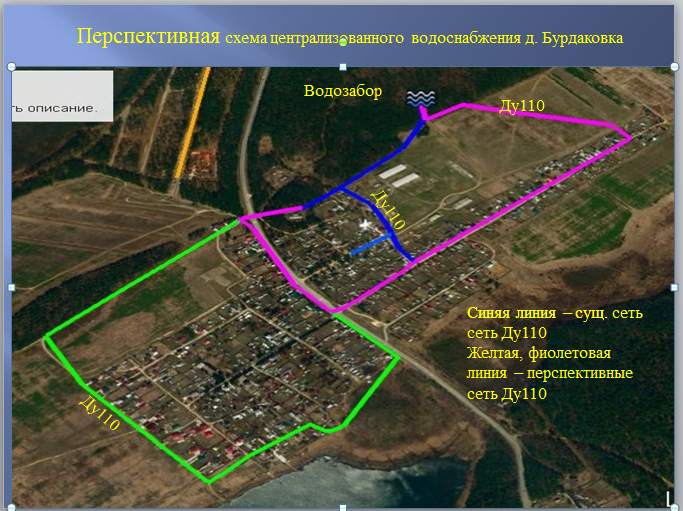 Перспективная схема централизованного водоснабжения д. Бурдаковка
ть описание.
Водозабор
Ду110
Ду110
Синяя линия – сущ. сеть
сеть Ду110
Желтая, фиолетовая
линия – перспективные
сеть Ду110
Ду110